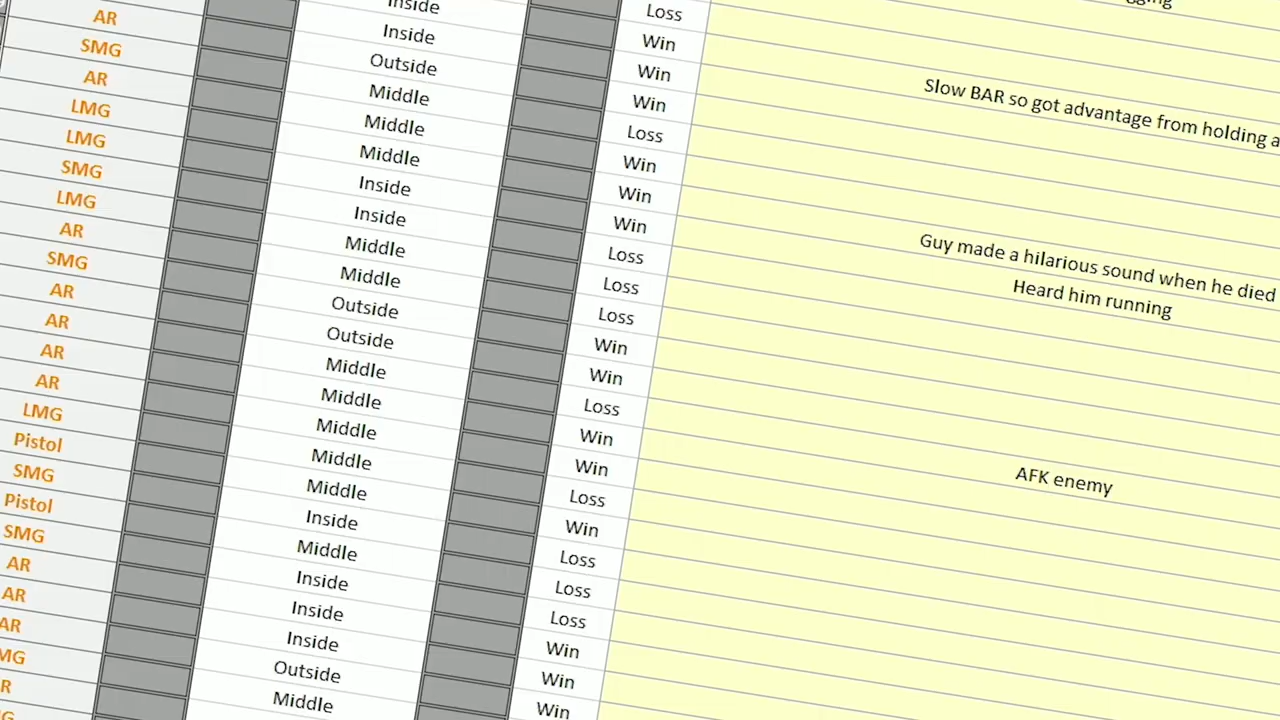 Loss
Inside Win Slow BAR so got advantage from holding a
Inside Win
AR Outside Win
SMG Middle Loss
AR Middle Win
LMG Middle Win Guy made a hilarious sound when he died
LMG Inside Win Heard him running
SMG Inside Loss
LMG Middle Loss
AR Middle Loss
SMG Outside Win
AR Outside Win
AR Middle Loss AFK enemy
AR Middle Win
AR Middle Win
LMG Middle Loss
Pistol Middle Win
SMG Inside Loss
Pistol Middle Loss
SMG Inside Loss
AR Inside Win
AR Inside Win
AR Outside Win
MG Middle